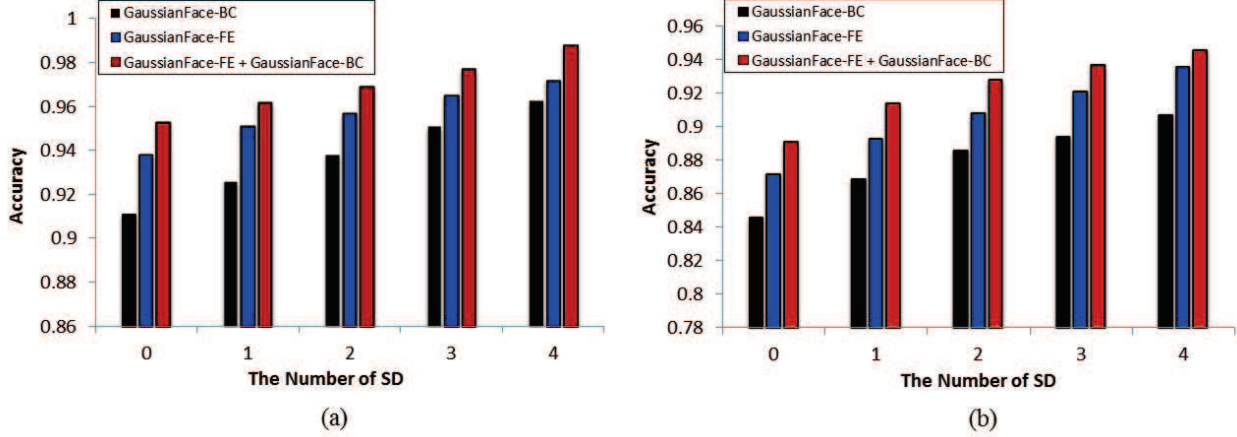 GaussianFace-BC
GaussianFace-FE
GaussianFace-FE + GaussianFace-BC
1
0.98
0.96
0.94
0.92
0.9
0.88
0.86
Accuracy
0 1 2 3 4
The Number of SD
(a)
GaussianFace-BC
GaussianFace-FE
GaussianFace-FE + GaussianFace-BC
0.96
0.94
0.92
0.9
0.88
0.86
0.84
0.82
0.8
0.78
Accuracy
0 1 2 3 4
The Number of SD
(b)